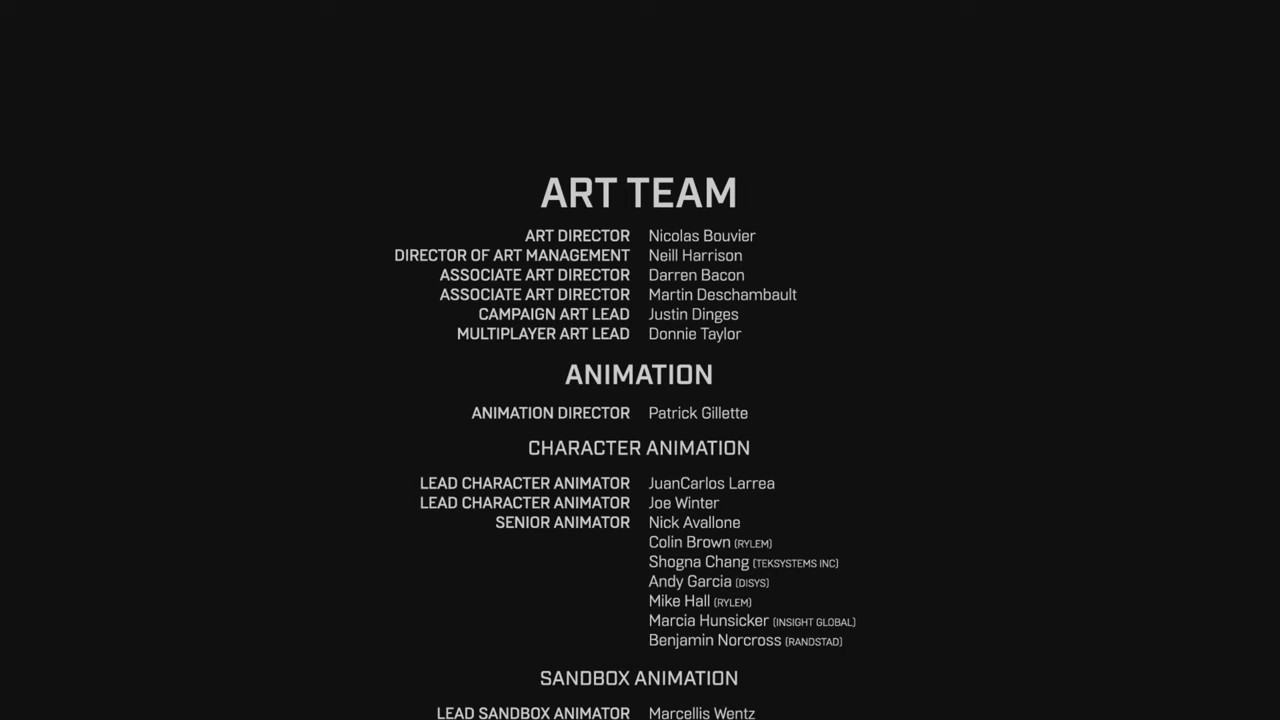 ART TEAM
ART DIRECTOR Nicolas Bouvier
DIRECTOR OF ART MANAGEMENT Neill Harrison
ASSOCIATE ART DIRECTOR Darren Bacon
ASSOCIATE ART DIRECTOR Martin Deschambault
CAMPAIGN ART LEAD Justin Dinges
MULTIPLAYER ART LEAD Donnie Taylor
ANIMATION
ANIMATION DIRECTOR Patrick Gillette
CHARACTER ANIMATION
LEAD CHARACTER ANIMATOR JuanCarlos Larrea
LEAD CHARACTER ANIMATOR Joe Winter
SENIOR ANIMATOR Nick Avallone
Colin Brown (RYLEM)
Shogna Chang (TEKSYSTEMS INC)
Andy Garcia (DISYS)
Mike Hall (RYLEM)
Marcia Hunsicker (INSIGHT GLOBAL)
Benjamin Norcross (RANDSTAD)
SANDBOX ANIMATION
LEAD SANDBOX ANIMATOR Marcellis Wentz